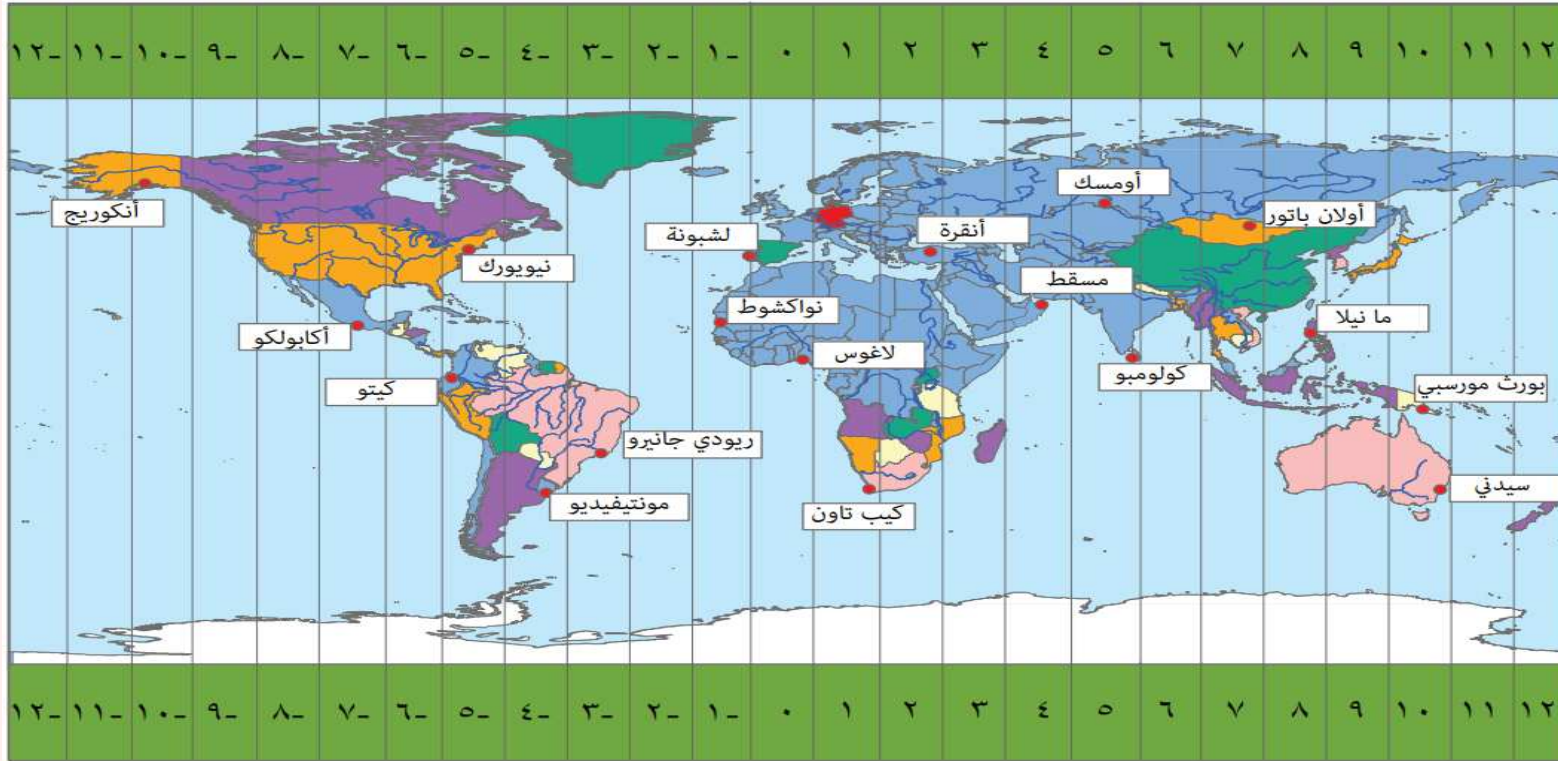 -١٢ -١١ -١٠ -٩ -٨ -٧ -٦ -٥ -٤ -٣ -٢ -١ ٠ ١ ٢ ٣ ٤ ٥ ٦ ٧ ٨ ٩ ١٠ ١١ ١٢
أومسك
أنكوريج
أولان باتور
أنقرة
لشبونة
نيويورك
مسقط
نواكشوط
ما نيلا
أكابولكو
لاغوس
كولومبو
كيتو
بورث مورسبي
ريودي جانيرو
سيدني
مونتيفيديو
كيب تاون
-١٢ -١١ -١٠ -٩ -٨ -٧ -٦ -٥ -٤ -٣ -٢ -١ ٠ ١ ٢ ٣ ٤ ٥ ٦ ٧ ٨ ٩ ١٠ ١١ ١٢